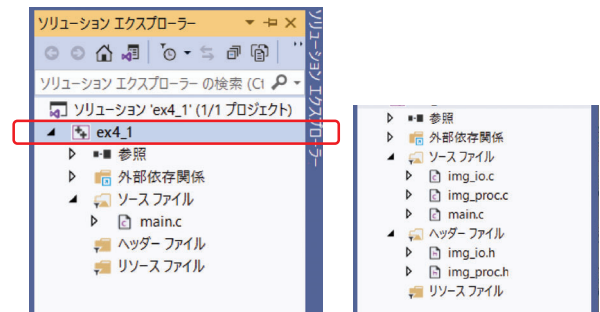 ソリューション エクスプローラー
ソリューション エクスプローラー の検索 (Ct
ソリューション 'ex4_1' (1/1 プロジェクト)
ex4_1
参照
外部依存関係
ソース ファイル
main.c
ヘッダー ファイル
リソース ファイル
ソリューション エクスプローラー
参照
外部依存関係
ソース ファイル
img_io.c
img_proc.c
main.c
ヘッダー ファイル
img_io.h
img_proc.h
リソース ファイル